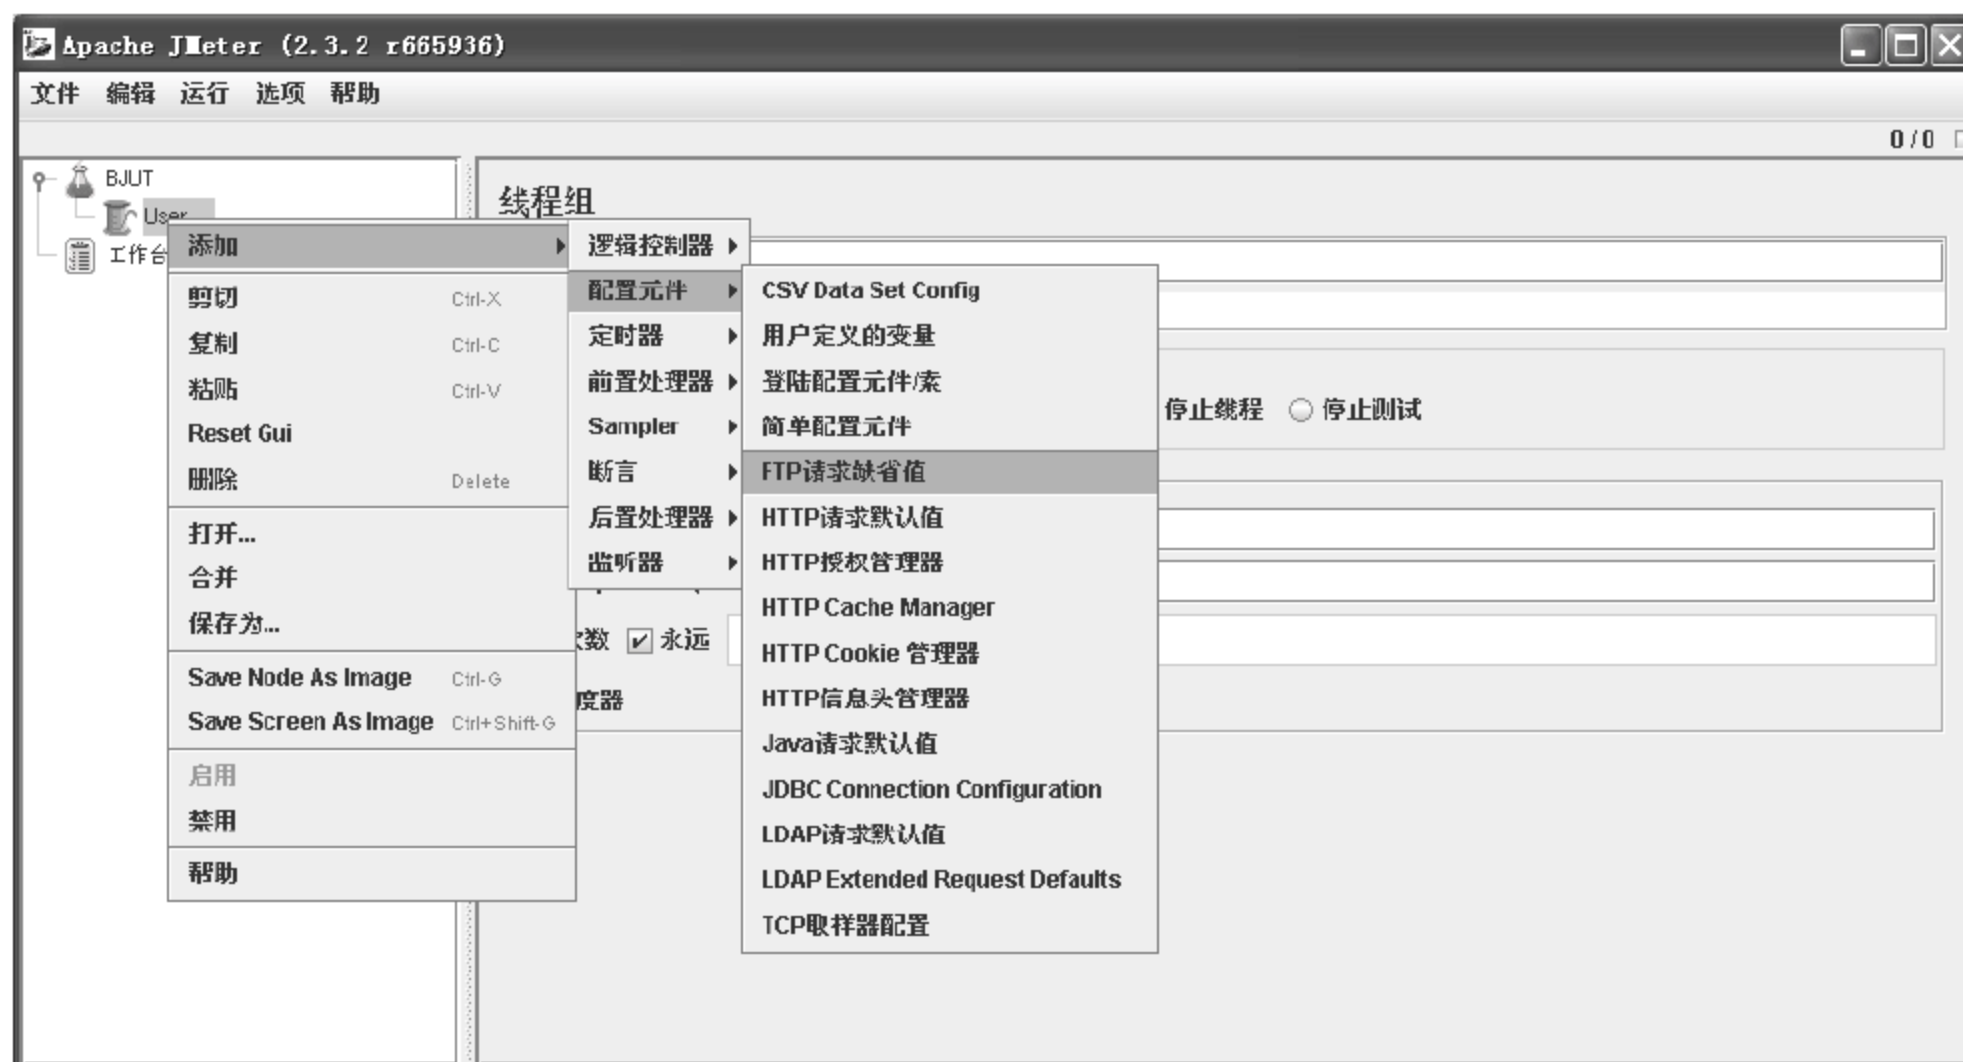 Apache JMeter (2.3.2 r665936)
文件 编辑 运行 选项 帮助
0 / 0
BJUT
User
工作台
线程组
添加
剪切 Ctrl-X
复制 Ctrl-C
粘贴 Ctrl-V
Reset Gui
删除 Delete
打开...
合并
保存为...
Save Node As Image Ctrl-G
Save Screen As Image Ctrl+Shift-G
启用
禁用
帮助
逻辑控制器
配置元件
定时器
前置处理器
Sampler
断言
后置处理器
监听器
CSV Data Set Config
用户定义的变量
登陆配置元件/素
简单配置元件
FTP请求缺省值
HTTP请求默认值
HTTP授权管理器
HTTP Cache Manager
HTTP Cookie 管理器
HTTP信息头管理器
Java请求默认值
JDBC Connection Configuration
LDAP请求默认值
LDAP Extended Request Defaults
TCP取样器配置
停止线程 停止测试
数 永远
度器